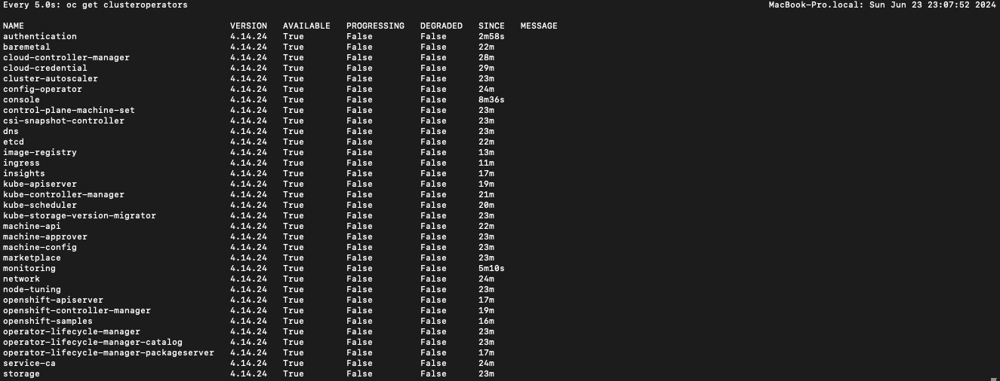 Every 5.0s: oc get clusteroperators MacBook-Pro.local: Sun Jun 23 23:07:52 2024
NAME VERSION AVAILABLE PROGRESSING DEGRADED SINCE MESSAGE
authentication 4.14.24 True False False 2m58s
baremetal 4.14.24 True False False 22m
cloud-controller-manager 4.14.24 True False False 28m
cloud-credential 4.14.24 True False False 29m
cluster-autoscaler 4.14.24 True False False 23m
config-operator 4.14.24 True False False 24m
console 4.14.24 True False False 8m36s
control-plane-machine-set 4.14.24 True False False 23m
csi-snapshot-controller 4.14.24 True False False 23m
dns 4.14.24 True False False 23m
etcd 4.14.24 True False False 22m
image-registry 4.14.24 True False False 13m
ingress 4.14.24 True False False 11m
insights 4.14.24 True False False 17m
kube-apiserver 4.14.24 True False False 19m
kube-controller-manager 4.14.24 True False False 21m
kube-scheduler 4.14.24 True False False 20m
kube-storage-version-migrator 4.14.24 True False False 23m
machine-api 4.14.24 True False False 22m
machine-approver 4.14.24 True False False 23m
machine-config 4.14.24 True False False 23m
marketplace 4.14.24 True False False 23m
monitoring 4.14.24 True False False 5m10s
network 4.14.24 True False False 24m
node-tuning 4.14.24 True False False 23m
openshift-apiserver 4.14.24 True False False 17m
openshift-controller-manager 4.14.24 True False False 19m
openshift-samples 4.14.24 True False False 16m
operator-lifecycle-manager 4.14.24 True False False 23m
operator-lifecycle-manager-catalog 4.14.24 True False False 23m
operator-lifecycle-manager-packageserver 4.14.24 True False False 17m
service-ca 4.14.24 True False False 24m
storage 4.14.24 True False False 23m